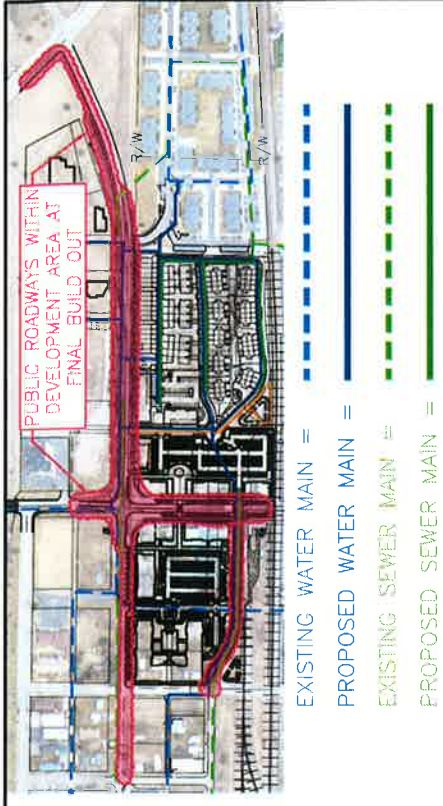 PUBLIC ROADWAYS WITHIN
DEVELOPMENT AREA AT
FINAL BUILD OUT
R/W
R/W
EXISTING WATER MAIN =
PROPOSED WATER MAIN =
EXISTING SEWER MAIN =
PROPOSED SEWER MAIN =